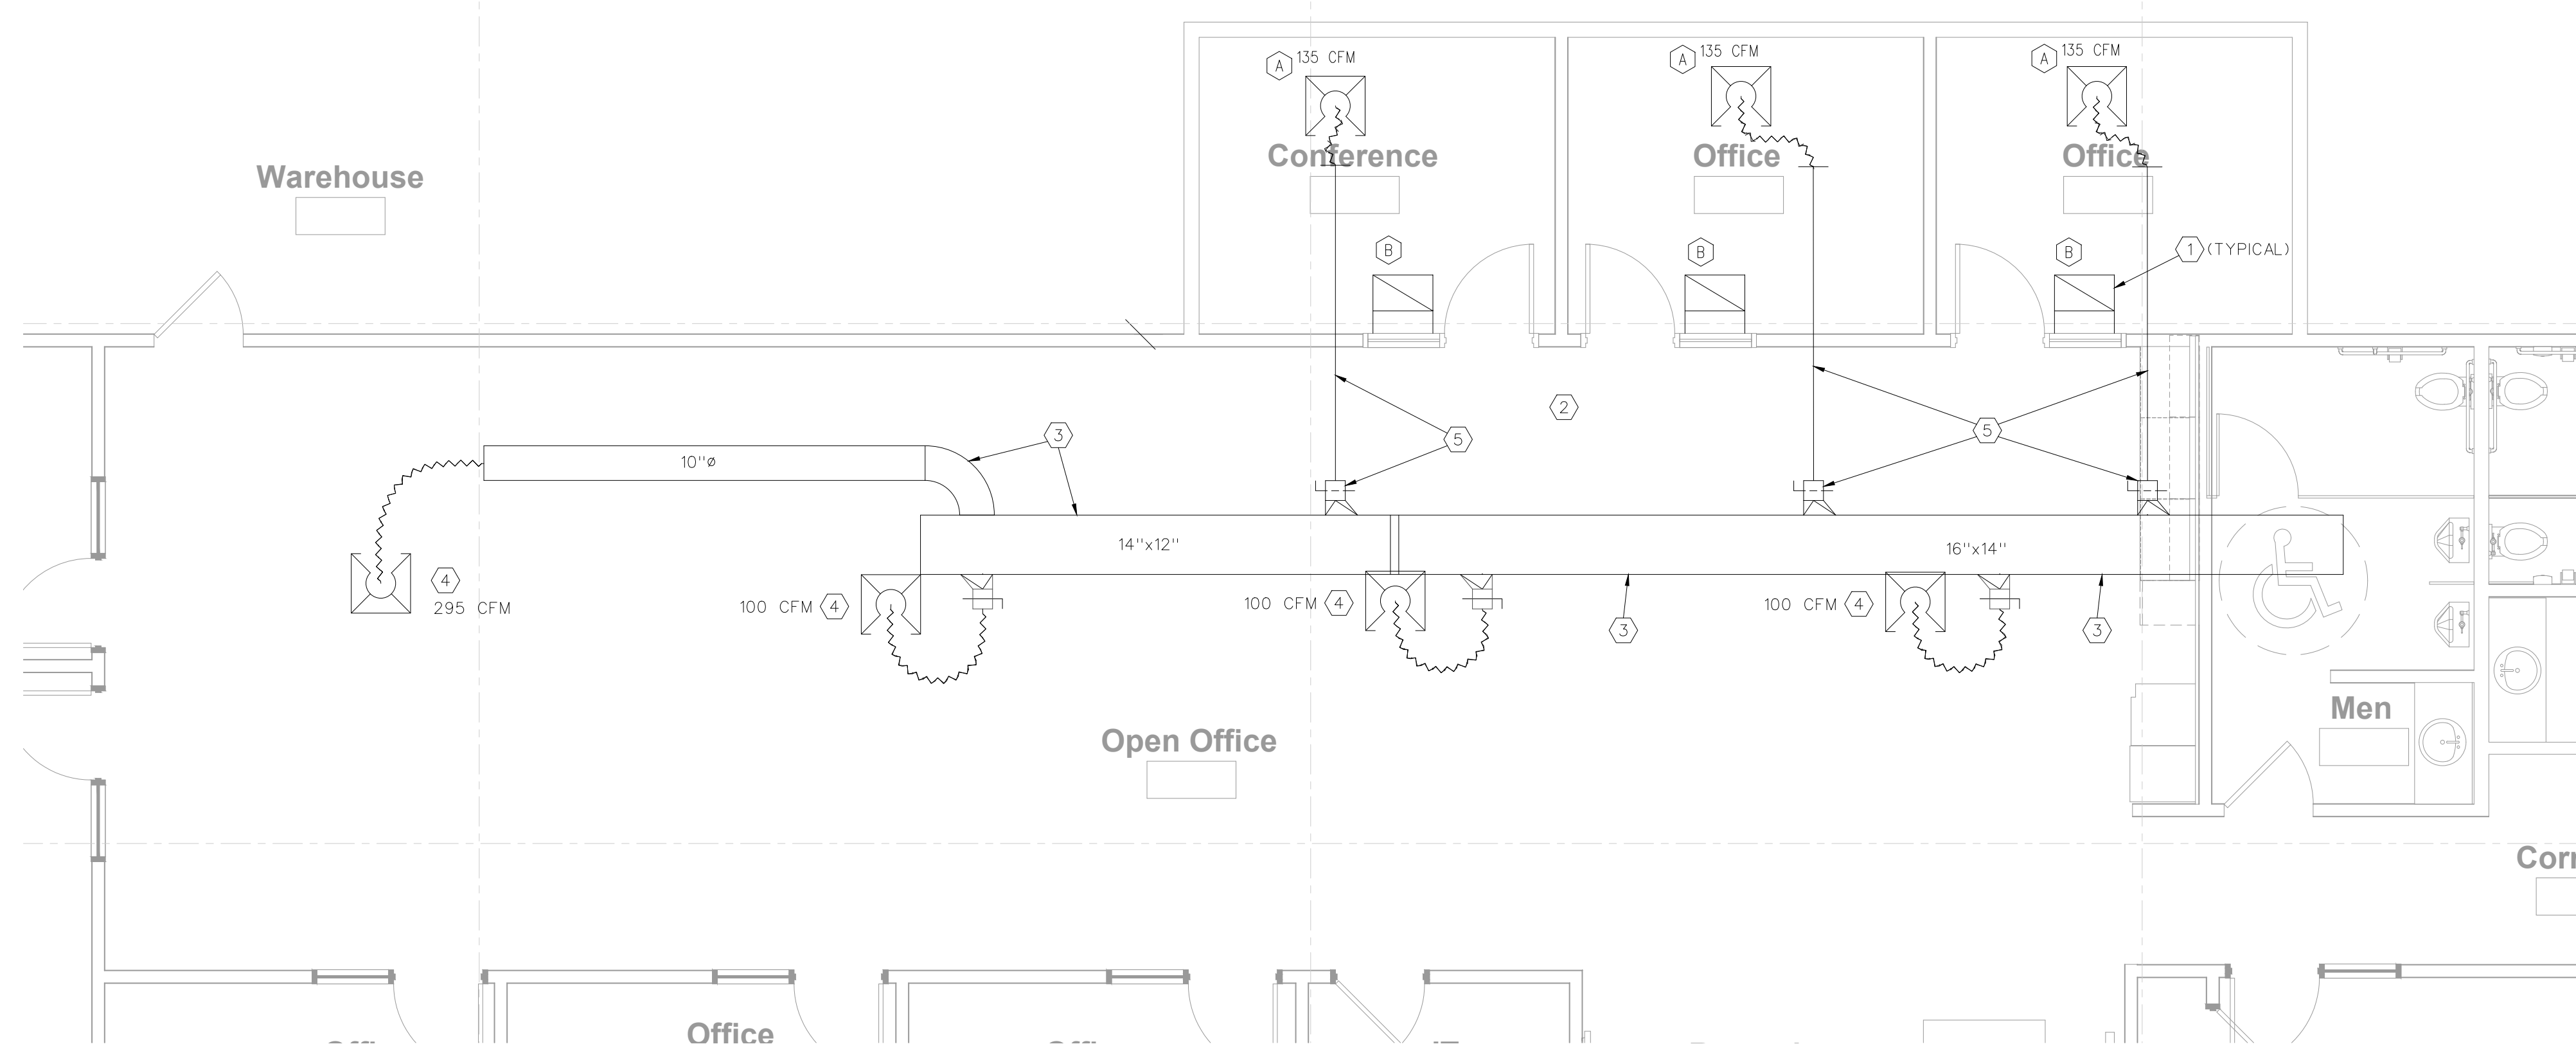 A 135 CFM
A 135 CFM
A 135 CFM
Conference
Office
Office
Warehouse
B
B
B
1 (TYPICAL)
2
3
5
5
10"ø
14"x12"
16"x14"
4
295 CFM
100 CFM 4
100 CFM 4
100 CFM 4
3
3
Men
Open Office
Corr
Office